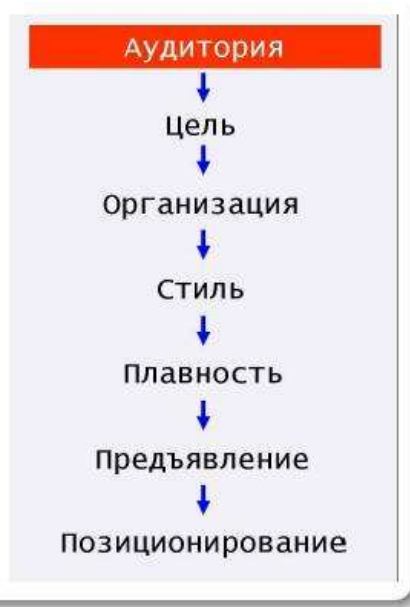 Аудитория
Цель
Организация
Стиль
Плавность
Предъявление
Позиционирование